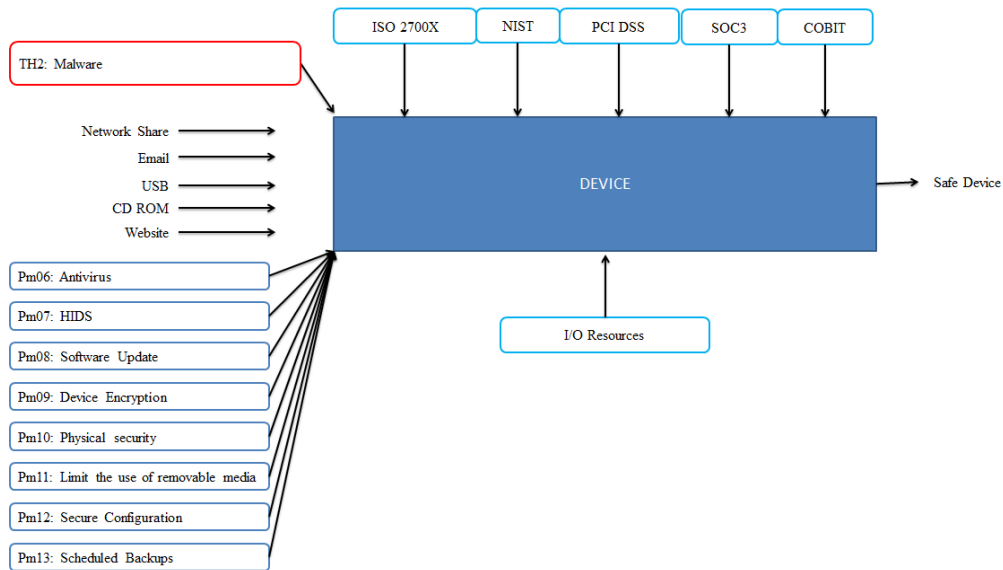 ISO 2700X
NIST
PCI DSS
SOC3
COBIT
TH2: Malware
Network Share
Email
USB
CD ROM
Website
DEVICE
Safe Device
Pm06: Antivirus
Pm07: HIDS
Pm08: Software Update
Pm09: Device Encryption
Pm10: Physical security
Pm11: Limit the use of removable media
Pm12: Secure Configuration
Pm13: Scheduled Backups
I/O Resources